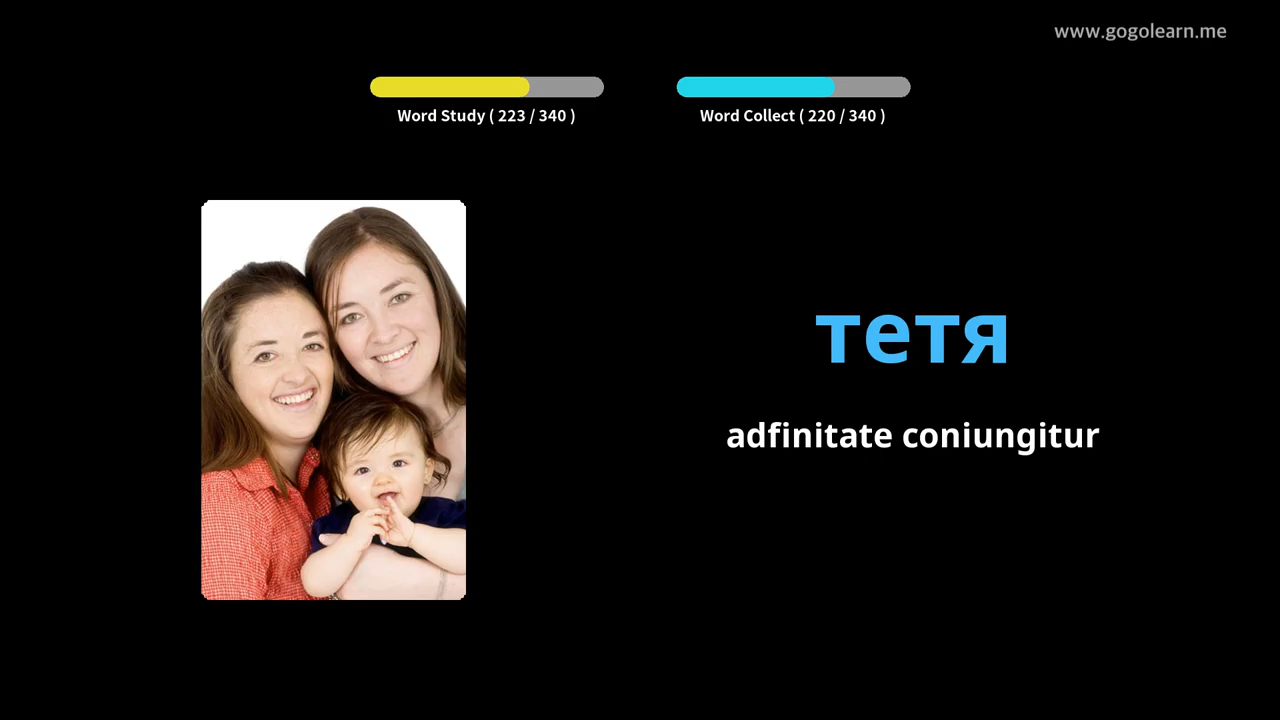 www.gogolearn.me
Word Study ( 223 / 340 )
Word Collect ( 220 / 340 )
тетя
adfinitate coniungitur